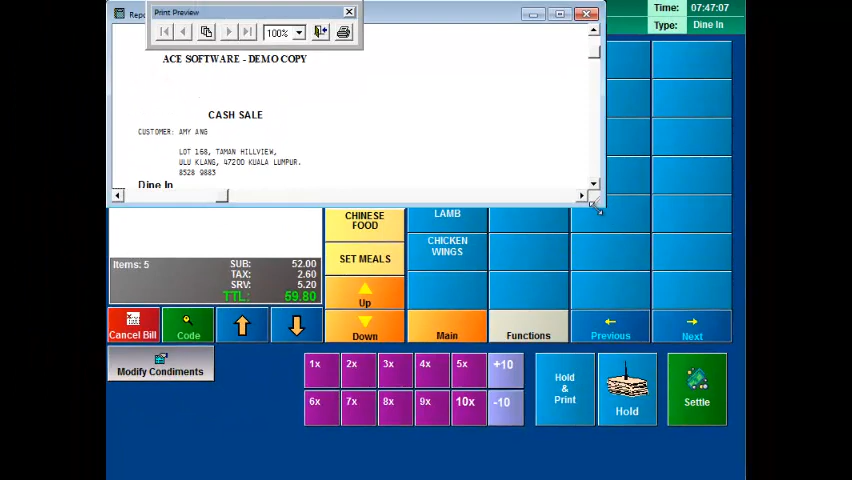 Repo
Print Preview
100%
Time: 07:47:07
Type: Dine In
ACE SOFTWARE - DEMO COPY
CASH SALE
CUSTOMER: AMY ANG
LOT 168, TAMAN HILLVIEW,
ULU KLANG, 47200 KUALA LUMPUR.
8528 9883
Dine In
CHINESE
FOOD
LAMB
SET MEALS
CHICKEN
WINGS
Items: 5
SUB: 52.00
TAX: 2.60
SRV: 5.20
TTL: 59.80
Up
Cancel Bill
Code
Down
Main
Functions
Previous
Next
Modify Condiments
1x 2x 3x 4x 5x +10
6x 7x 8x 9x 10x -10
Hold
&
Print
Hold
Settle